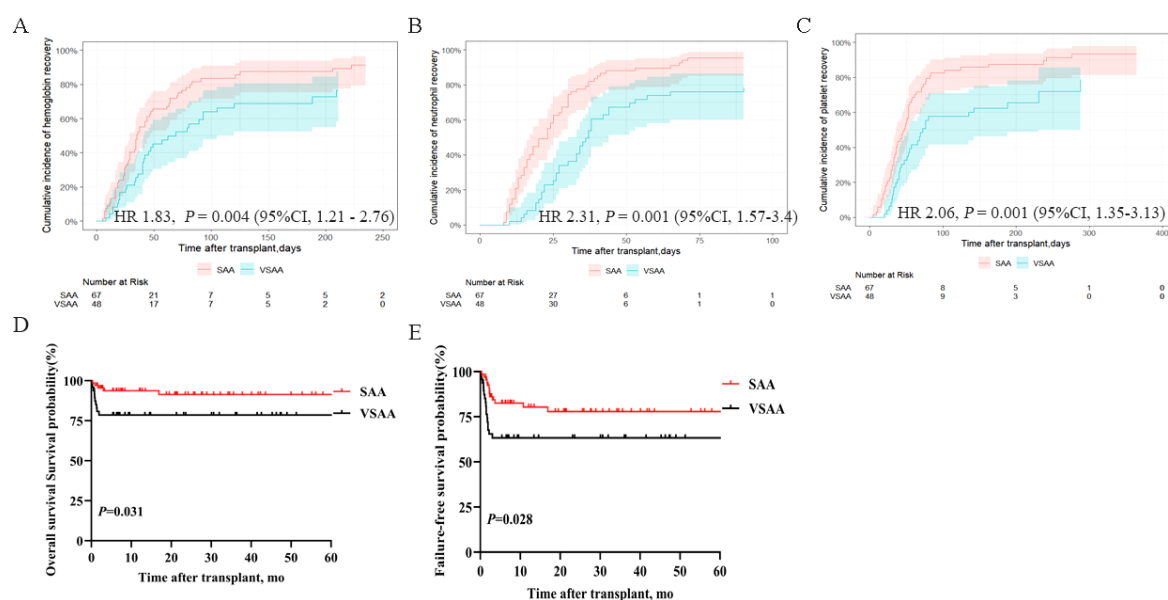 A
Cumulative incidence of hemoglobin recovery
100%
80%
60%
40%
20%
0%
HR 1.83, P = 0.004 (95%CI, 1.21 - 2.76)
0 50 100 150 200 250
Time after transplant,days
SAA VSAA
Number at Risk
SAA 67 21 7 5 5 2
VSAA 48 17 7 5 2 0
B
Cumulative incidence of neutrophil recovery
100%
80%
60%
40%
20%
0%
HR 2.31, P = 0.001 (95%CI, 1.57-3.4)
0 25 50 75 100
Time after transplant,days
SAA VSAA
Number at Risk
SAA 67 27 6 1 1
VSAA 48 30 6 1 0
C
Cumulative incidence of platelet recovery
100%
80%
60%
40%
20%
0%
HR 2.06, P = 0.001 (95%CI, 1.35-3.13)
0 100 200 300 400
Time after transplant,days
SAA VSAA
Number at Risk
SAA 67 8 5 1 0
VSAA 48 9 3 0 0
D
Overall survival Survival probability(%)
100
75
50
25
0
SAA
VSAA
P=0.031
0 10 20 30 40 50 60
Time after transplant, mo
E
Failure-free survival probability(%)
100
75
50
25
0
SAA
VSAA
P=0.028
0 10 20 30 40 50 60
Time after transplant, mo